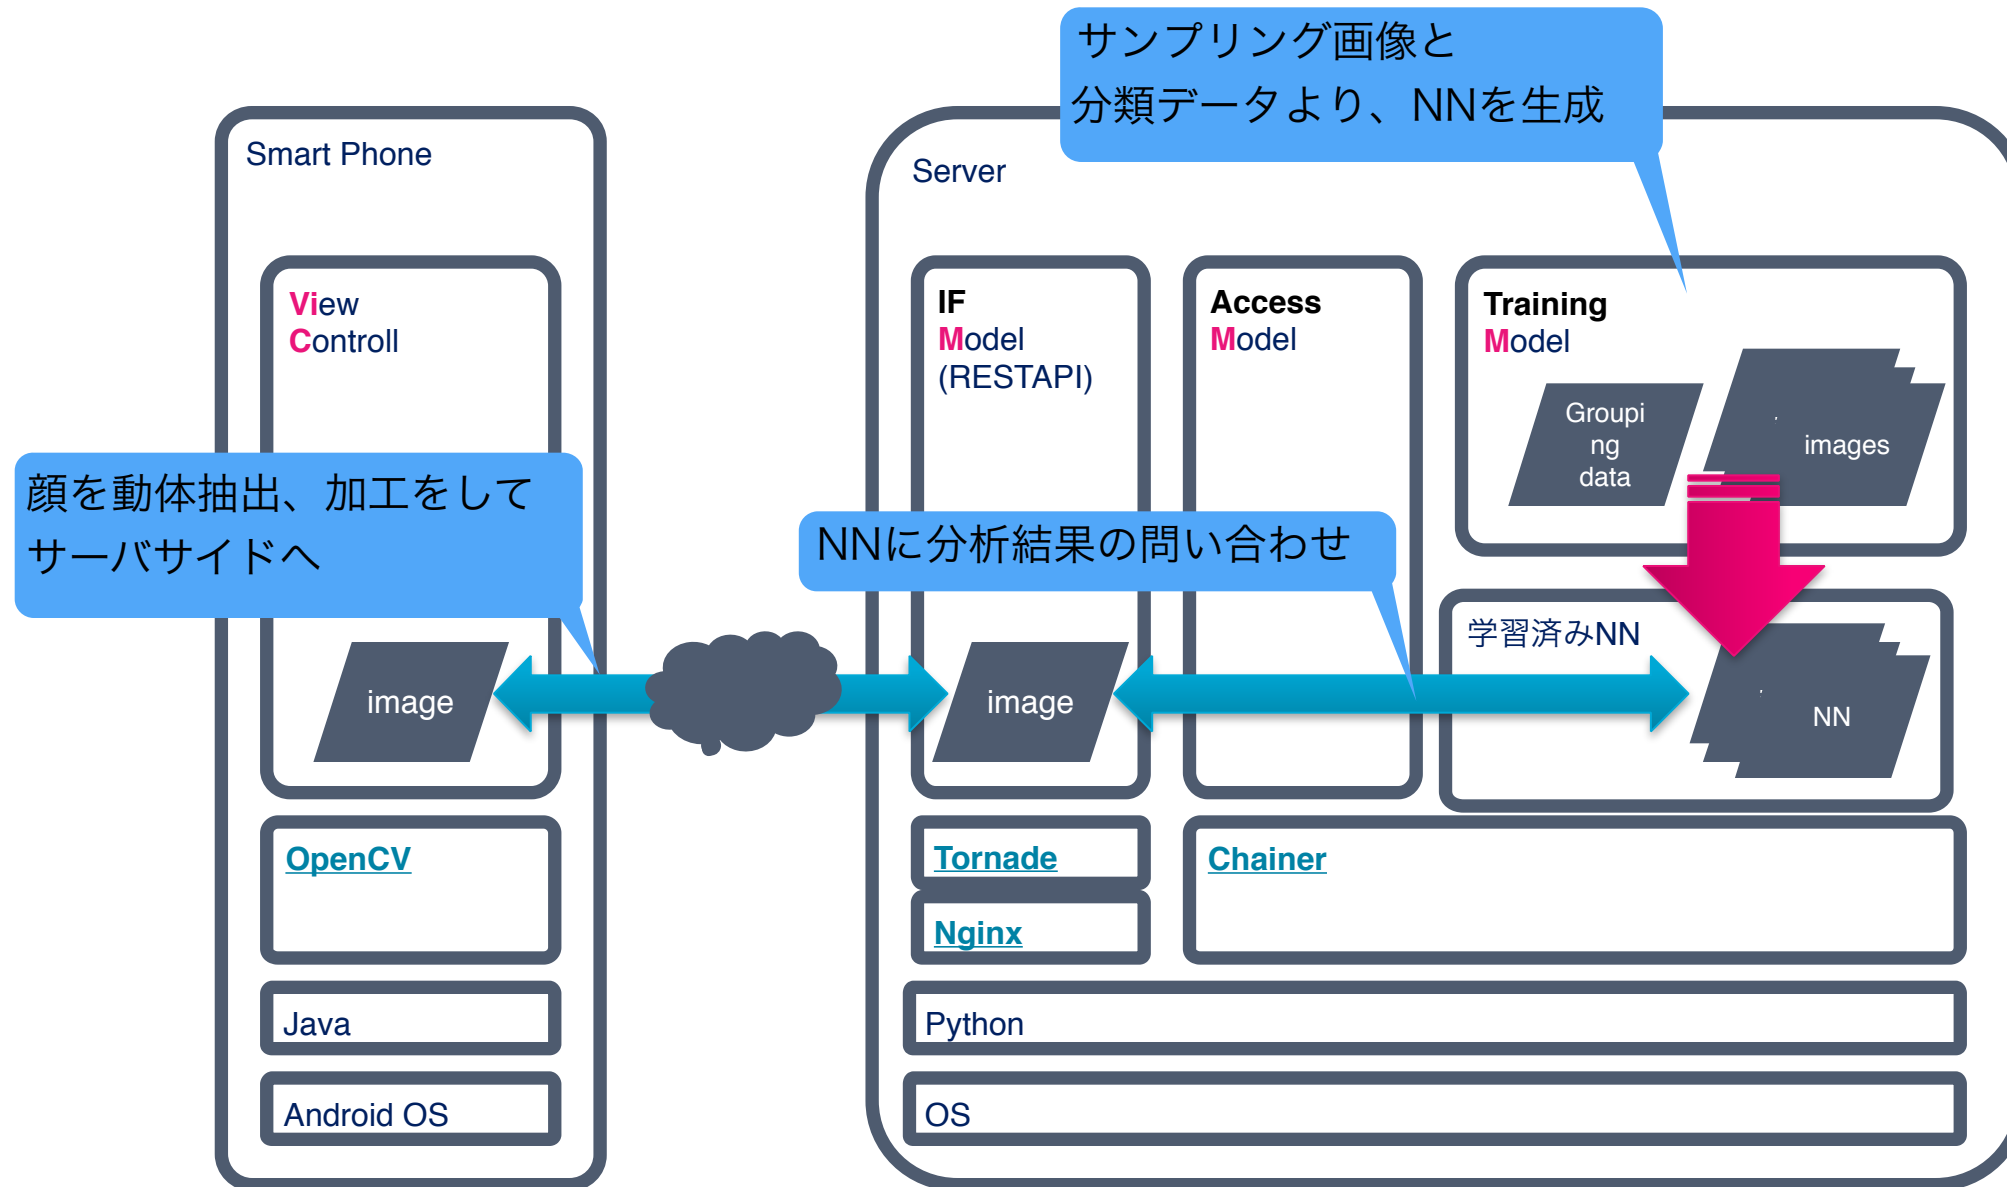 サンプリング画像と
分類データより、NNを生成
Smart Phone
Server
View
Controll
IF
Model
(RESTAPI)
Access
Model
Training
Model
Groupi
ng
data
images
顔を動体抽出、加工をして
サーバサイドへ
NNに分析結果の問い合わせ
学習済みNN
image
image
NN
OpenCV
Tornade
Chainer
Nginx
Java
Python
Android OS
OS